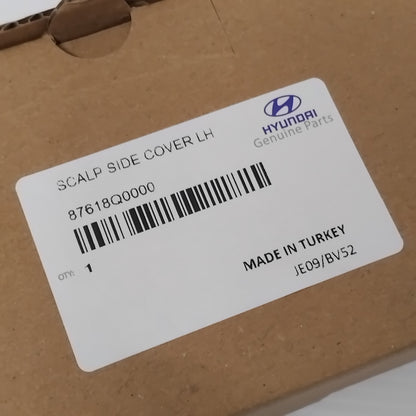 HYUNDAI
Genuine Parts
SCALP SIDE COVER LH
87618Q0000
QTY: 1
MADE IN TURKEY
JE09/BV52